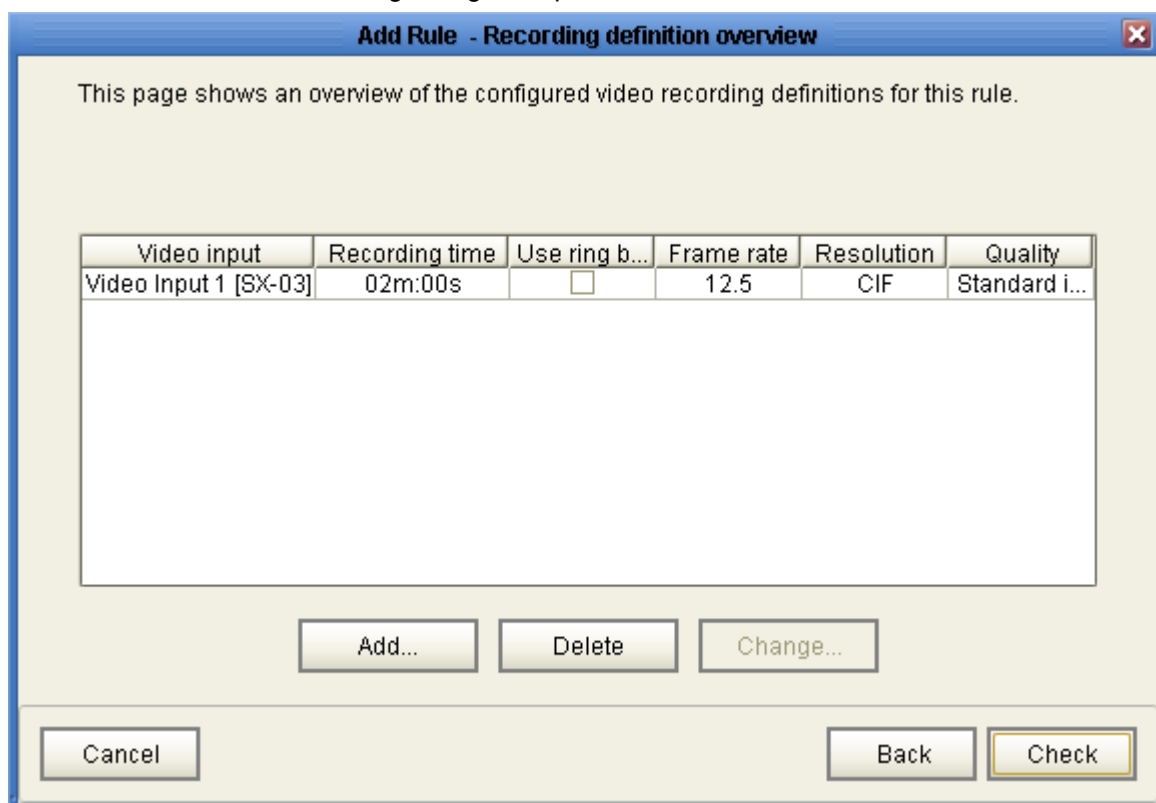 Add Rule - Recording definition overview
This page shows an overview of the configured video recording definitions for this rule.
Video input Recording time Use ring b... Frame rate Resolution Quality
Video Input 1 [SX-03] 02m:00s 12.5 CIF Standard i...
Add... Delete Change...
Cancel Back Check